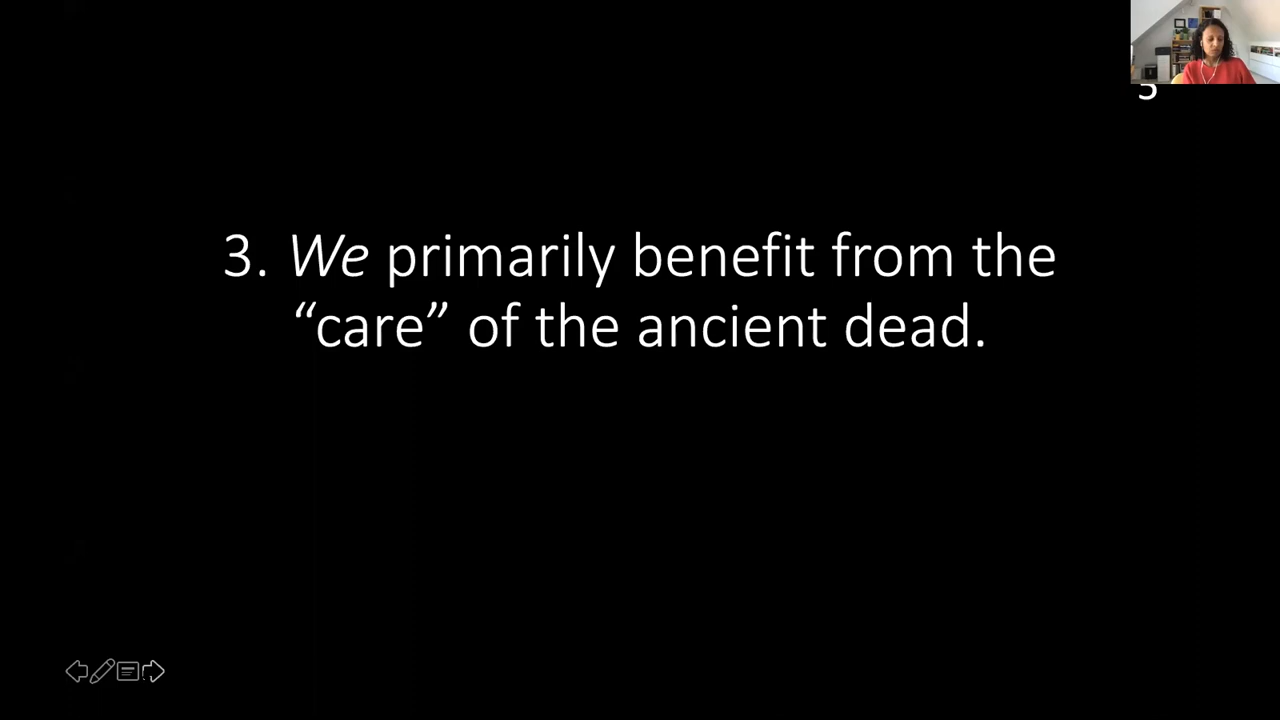 3. We primarily benefit from the
“care” of the ancient dead.